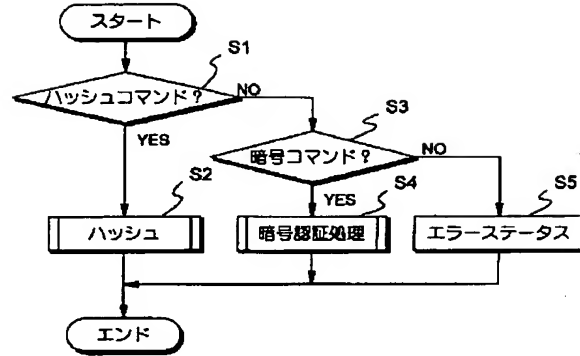 スタート
S1
ハッシュコマンド？
NO
YES
S3
暗号コマンド？
NO
YES
S2
S4
S5
ハッシュ
暗号認証処理
エラーステータス
エンド